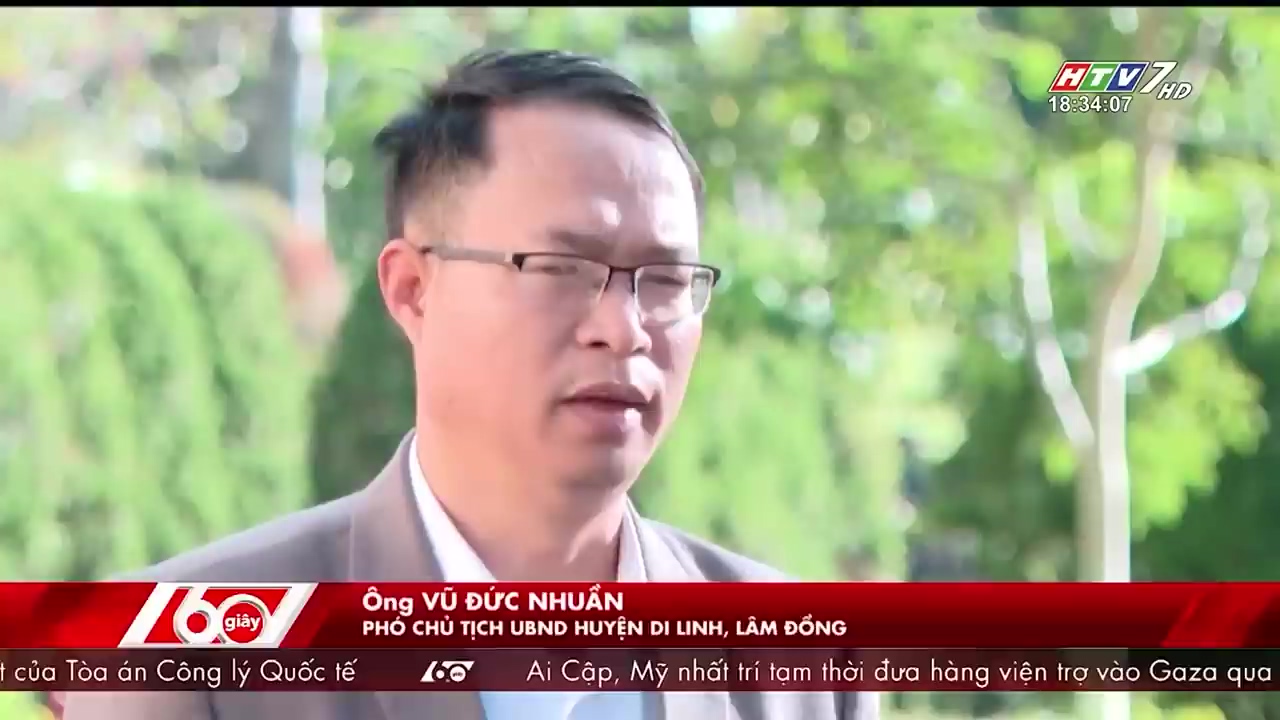 HTV7 HD
18:34:07
60 giây
Ông VŨ ĐỨC NHUẦN
PHÓ CHỦ TỊCH UBND HUYỆN DI LINH, LÂM ĐỒNG
t của Tòa án Công lý Quốc tế 60 giây Ai Cập, Mỹ nhất trí tạm thời đưa hàng viện trợ vào Gaza qua